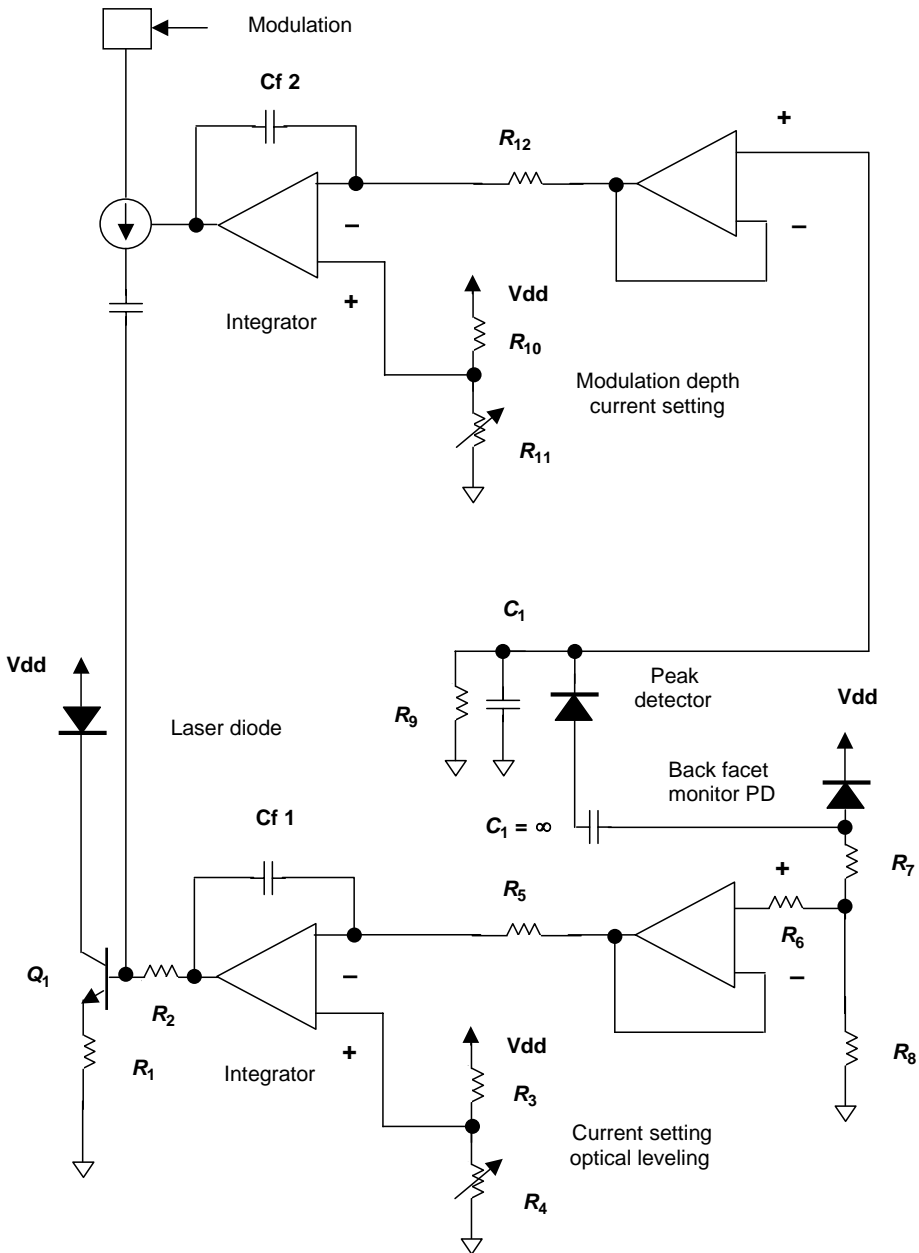 Modulation
Cf 2
+
R12
−
−
+
Vdd
Integrator
R10
Modulation depth
current setting
R11
C1
Vdd
Peak
detector
Vdd
Laser diode
R9
Back facet
monitor PD
Cf 1
C1 = ∞
R7
R5
+
R6
Q1
−
−
R2
R1
+
Vdd
R8
Integrator
R3
Current setting
optical leveling
R4